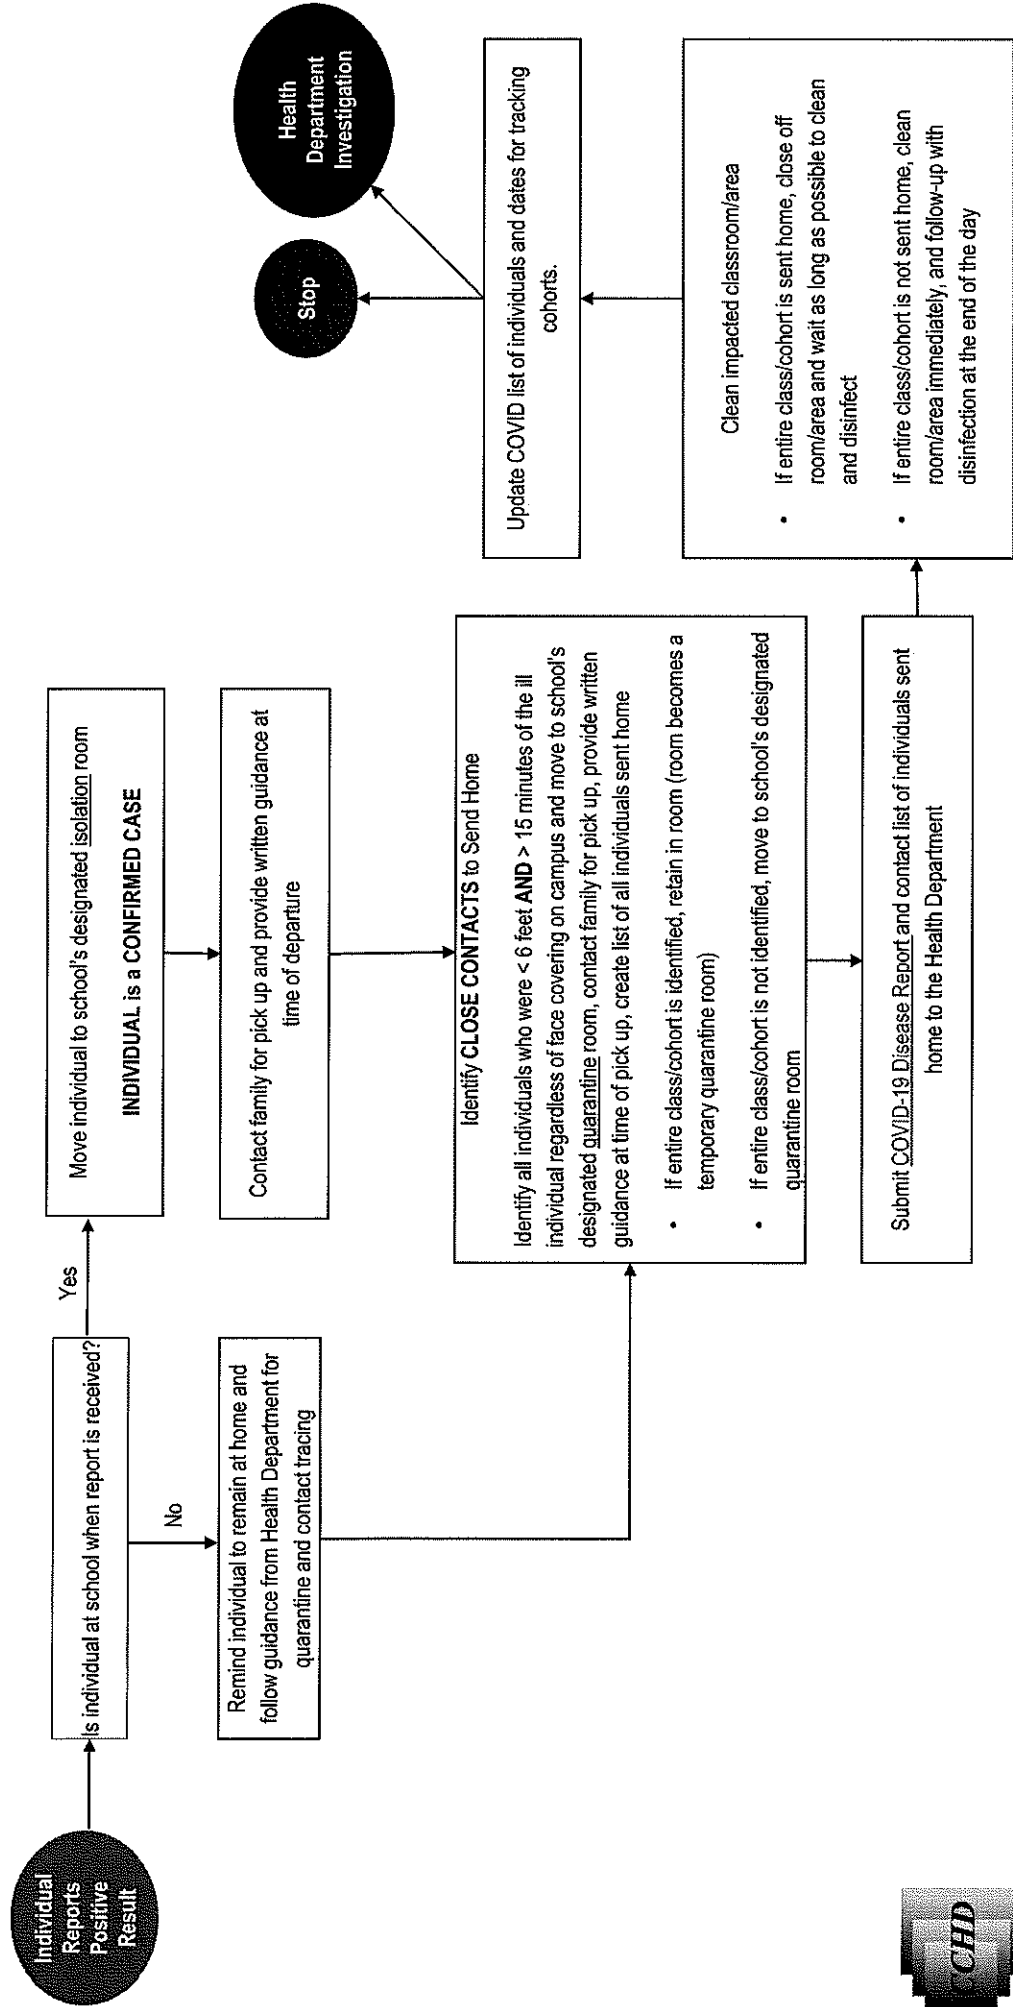 Individual
Reports
Positive
Result
Is individual at school when report is received?
Yes
No
Remind individual to remain at home and
follow guidance from Health Department for
quarantine and contact tracing
Move individual to school's designated isolation room
INDIVIDUAL is a CONFIRMED CASE
Contact family for pick up and provide written guidance at
time of departure
Identify CLOSE CONTACTS to Send Home
Identify all individuals who were < 6 feet AND > 15 minutes of the ill
individual regardless of face covering on campus and move to school's
designated quarantine room, contact family for pick up, provide written
guidance at time of pick up, create list of all individuals sent home
• If entire class/cohort is identified, retain in room (room becomes a
temporary quarantine room)
• If entire class/cohort is not identified, move to school's designated
quarantine room
Submit COVID-19 Disease Report and contact list of individuals sent
home to the Health Department
Clean impacted classroom/area
• If entire class/cohort is sent home, close off
room/area and wait as long as possible to clean
and disinfect
• If entire class/cohort is not sent home, clean
room/area immediately, and follow-up with
disinfection at the end of the day
Update COVID list of individuals and dates for tracking
cohorts.
Stop
Health
Department
Investigation
CCHD